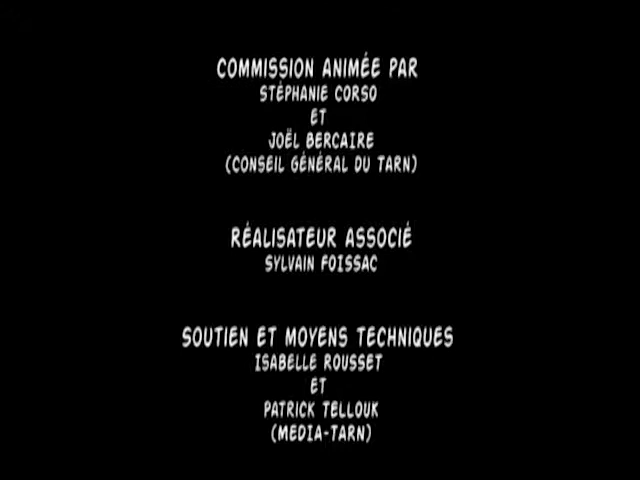 COMMISSION ANIMÉE PAR
STÉPHANIE CORSO
ET
JOËL BERCAIRE
(CONSEIL GÉNÉRAL DU TARN)
RÉALISATEUR ASSOCIÉ
SYLVAIN FOISSAC
SOUTIEN ET MOYENS TECHNIQUES
ISABELLE ROUSSET
ET
PATRICK TELLOUK
(MEDIA-TARN)